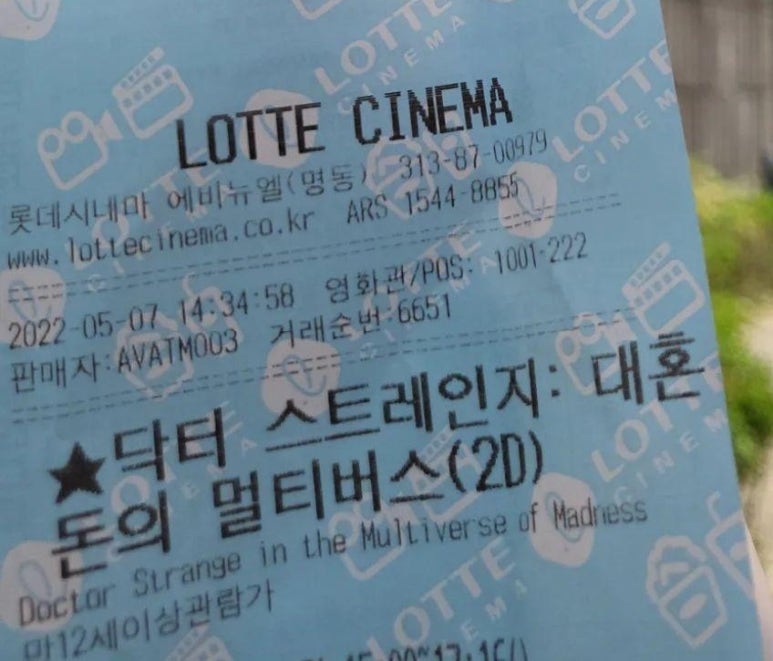 LOTTE CINEMA
롯데시네마 에비뉴엘(명동) 313-87-00979
www.lottecinema.co.kr ARS 1544-8855
2022-05-07 14:34:58 영화관/POS: 1001-222
판매자:AVATM003 거래순번:6651
★닥터 스트레인지: 대혼
돈의 멀티버스(2D)
Doctor Strange in the Multiverse of Madness
만12세이상관람가